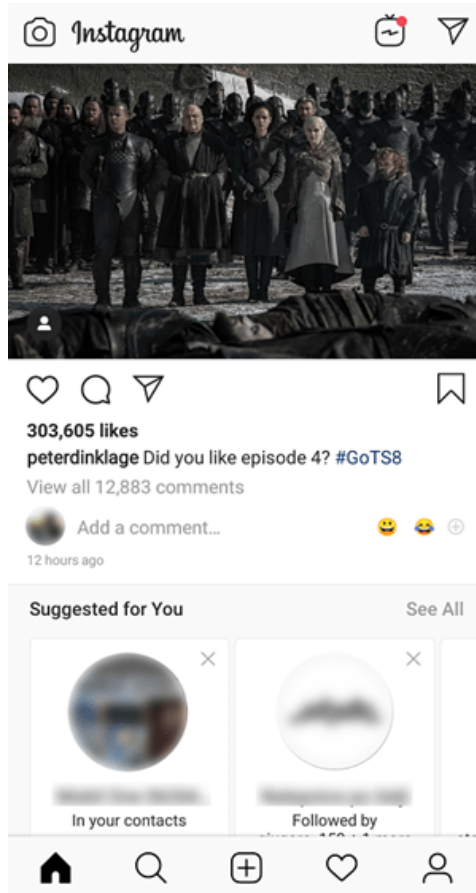 Instagram
303,605 likes
peterdinklage Did you like episode 4? #GoTS8
View all 12,883 comments
Add a comment...
12 hours ago
Suggested for You See All
In your contacts
Followed by